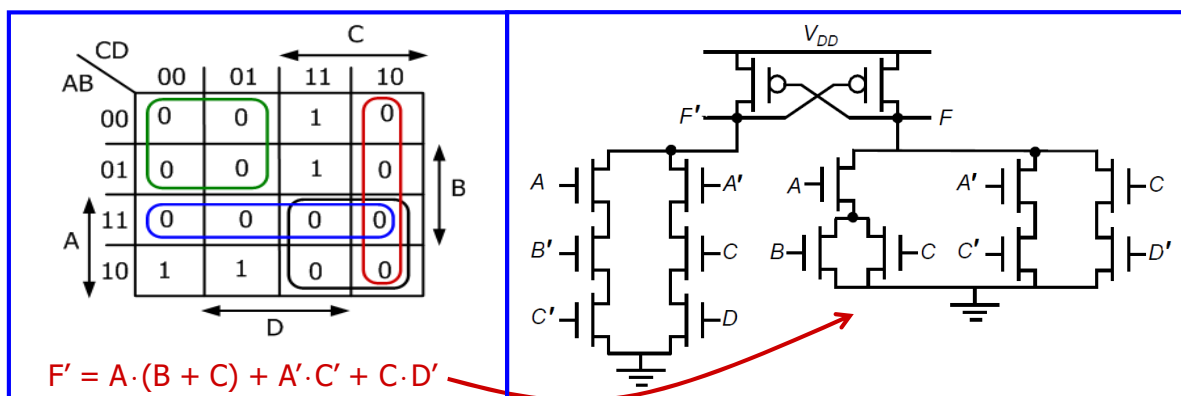 C
CD
AB
00 01 11 10
00 0 0 1 0
01 0 0 1 0
B
11 0 0 0 0
A
10 1 1 0 0
D
F′ = A·(B + C) + A′·C′ + C·D′
V_DD
F′ F
A A′ A A′ C
B′ C B C C′ D′
C′ D